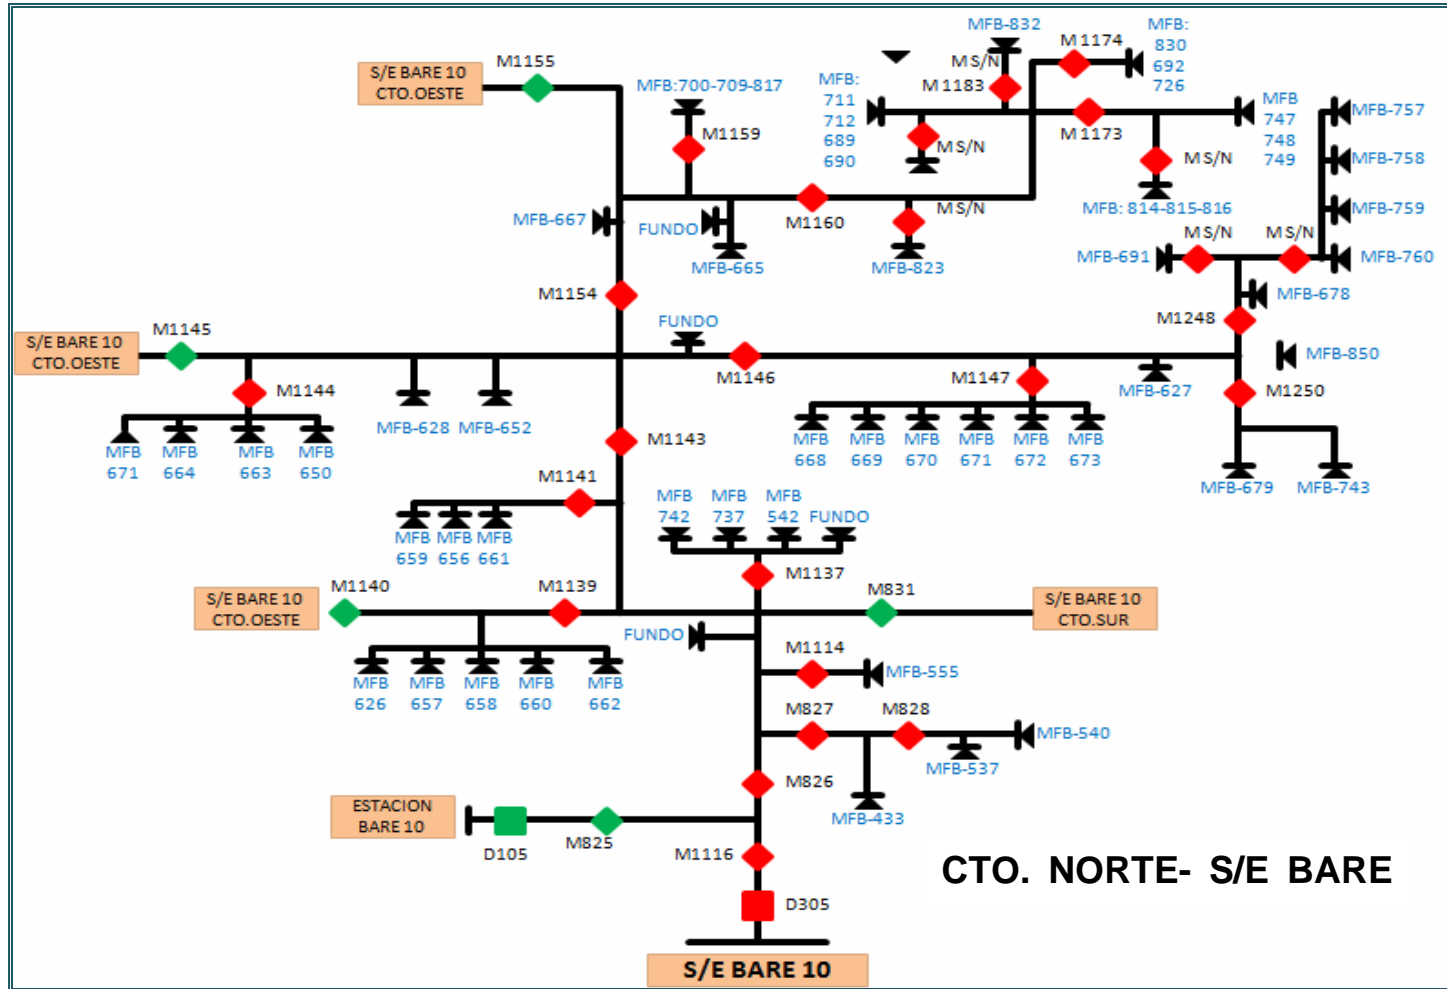 MFB-832
M1174
MFB:
830
692
726
M1155
S/E BARE 10
CTO.OESTE
MFB:700-709-817
MFB:
711
712
689
690
M S/N
M1183
M1159
M S/N
M1173
MFB
747
748
749
M S/N
MFB-757
MFB-758
MFB-759
MFB-760
MFB: 814-815-816
MFB-667
FUNDO
MFB-665
M1160
M S/N
MFB-823
M S/N
M S/N
MFB-691
MFB-678
M1154
M1248
FUNDO
M1145
S/E BARE 10
CTO.OESTE
M1144
M1146
M1147
MFB-627
MFB-850
M1250
MFB-628
MFB-652
MFB
671
MFB
664
MFB
663
MFB
650
M1143
MFB
668
MFB
669
MFB
670
MFB
671
MFB
672
MFB
673
MFB-679
MFB-743
M1141
MFB
659
MFB
656
MFB
661
MFB
742
MFB
737
MFB
542
FUNDO
M1137
M1140
M1139
M831
S/E BARE 10
CTO.OESTE
S/E BARE 10
CTO.SUR
FUNDO
M1114
MFB-555
MFB
626
MFB
657
MFB
658
MFB
660
MFB
662
M827
M828
MFB-540
MFB-537
M826
MFB-433
ESTACION
BARE 10
D105
M825
M1116
D305
CTO. NORTE- S/E BARE
S/E BARE 10